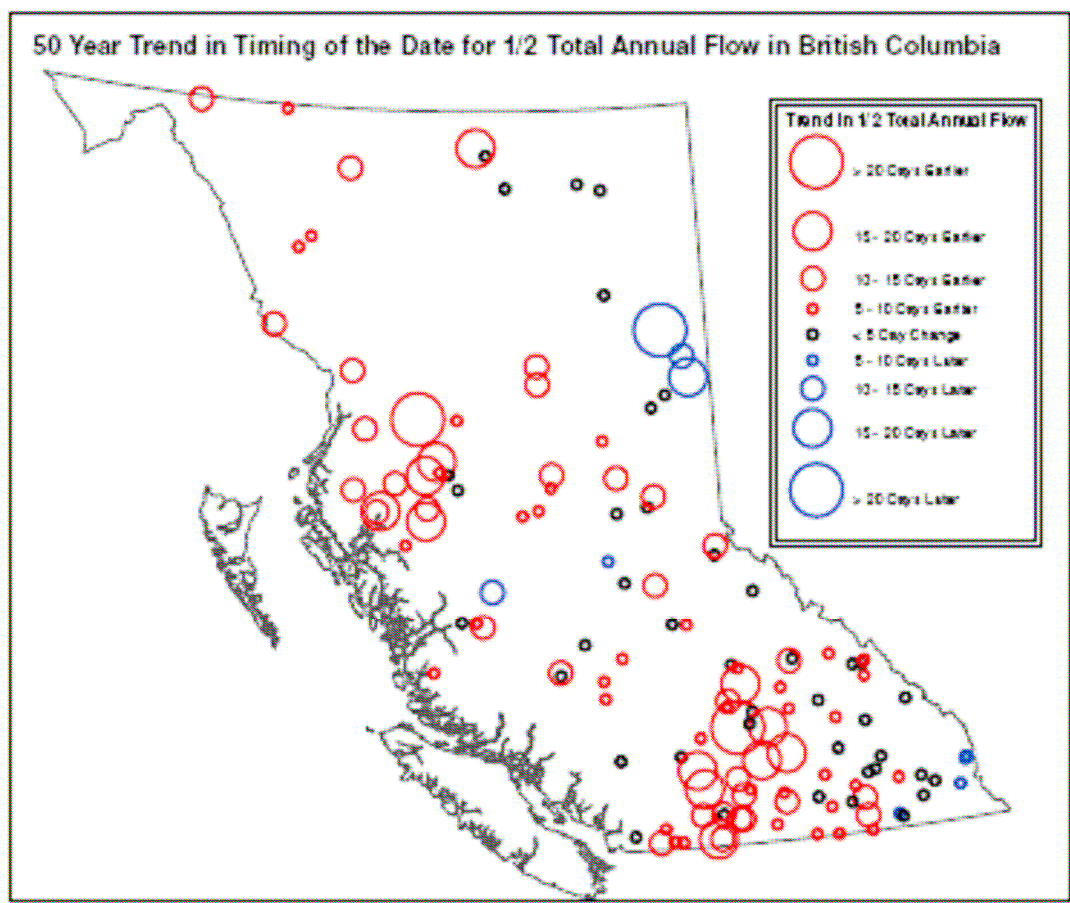 50 Year Trend in Timing of the Date for 1/2 Total Annual Flow in British Columbia
Trend in 1/2 Total Annual Flow
> 20 Days Earlier
15 - 20 Days Earlier
10 - 15 Days Earlier
5 - 10 Days Earlier
< 5 Day Change
5 - 10 Days Later
10 - 15 Days Later
15 - 20 Days Later
> 20 Days Later